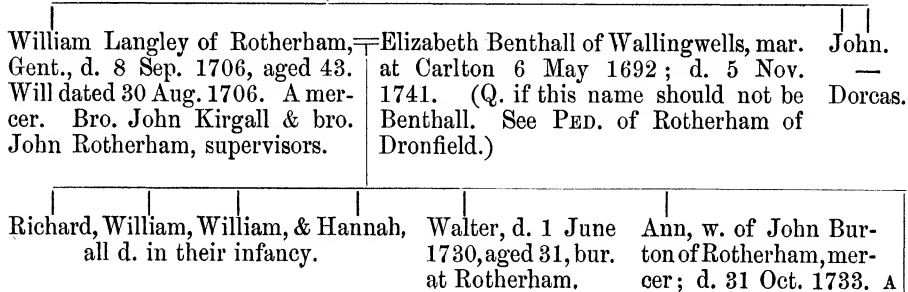 William Langley of Rotherham,
Gent., d. 8 Sep. 1706, aged 43.
Will dated 30 Aug. 1706. A mer-
cer. Bro. John Kirgall & bro.
John Rotherham, supervisors.
Elizabeth Benthall of Wallingwells, mar.
at Carlton 6 May 1692; d. 5 Nov.
1741. (Q. if this name should not be
Benthall. See PED. of Rotherham of
Dronfield.)
John.
—
Dorcas.
Richard, William, William, & Hannah,
all d. in their infancy.
Walter, d. 1 June
1730, aged 31, bur.
at Rotherham.
Ann, w. of John Bur-
ton of Rotherham, mer-
cer; d. 31 Oct. 1733. A